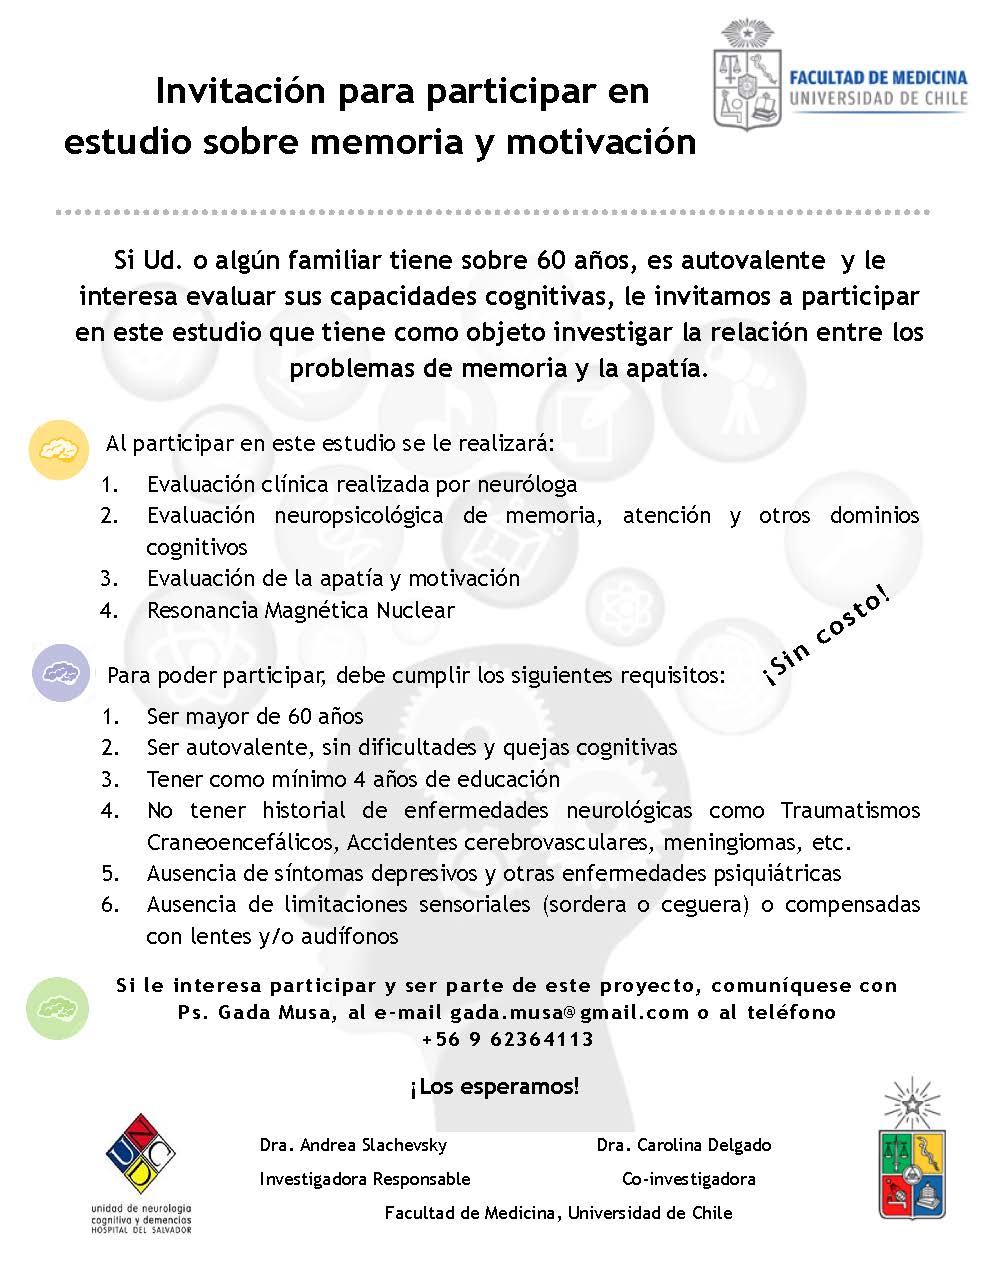 Invitación para participar en
estudio sobre memoria y motivación
FACULTAD DE MEDICINA
UNIVERSIDAD DE CHILE
Si Ud. o algún familiar tiene sobre 60 años, es autovalente y le
interesa evaluar sus capacidades cognitivas, le invitamos a participar
en este estudio que tiene como objeto investigar la relación entre los
problemas de memoria y la apatía.
Al participar en este estudio se le realizará:
1. Evaluación clínica realizada por neuróloga
2. Evaluación neuropsicológica de memoria, atención y otros dominios
cognitivos
3. Evaluación de la apatía y motivación
4. Resonancia Magnética Nuclear
¡Sin costo!
Para poder participar, debe cumplir los siguientes requisitos:
1. Ser mayor de 60 años
2. Ser autovalente, sin dificultades y quejas cognitivas
3. Tener como mínimo 4 años de educación
4. No tener historial de enfermedades neurológicas como Traumatismos
Craneoencefálicos, Accidentes cerebrovasculares, meningiomas, etc.
5. Ausencia de síntomas depresivos y otras enfermedades psiquiátricas
6. Ausencia de limitaciones sensoriales (sordera o ceguera) o compensadas
con lentes y/o audífonos
Si le interesa participar y ser parte de este proyecto, comuníquese con
Ps. Gada Musa, al e-mail gada.musa@gmail.com o al teléfono
+56 9 62364113
¡Los esperamos!
Dra. Andrea Slachevsky
Investigadora Responsable
Dra. Carolina Delgado
Co-investigadora
Facultad de Medicina, Universidad de Chile
UNCD
unidad de neurología
cognitiva y demencias
HOSPITAL DEL SALVADOR